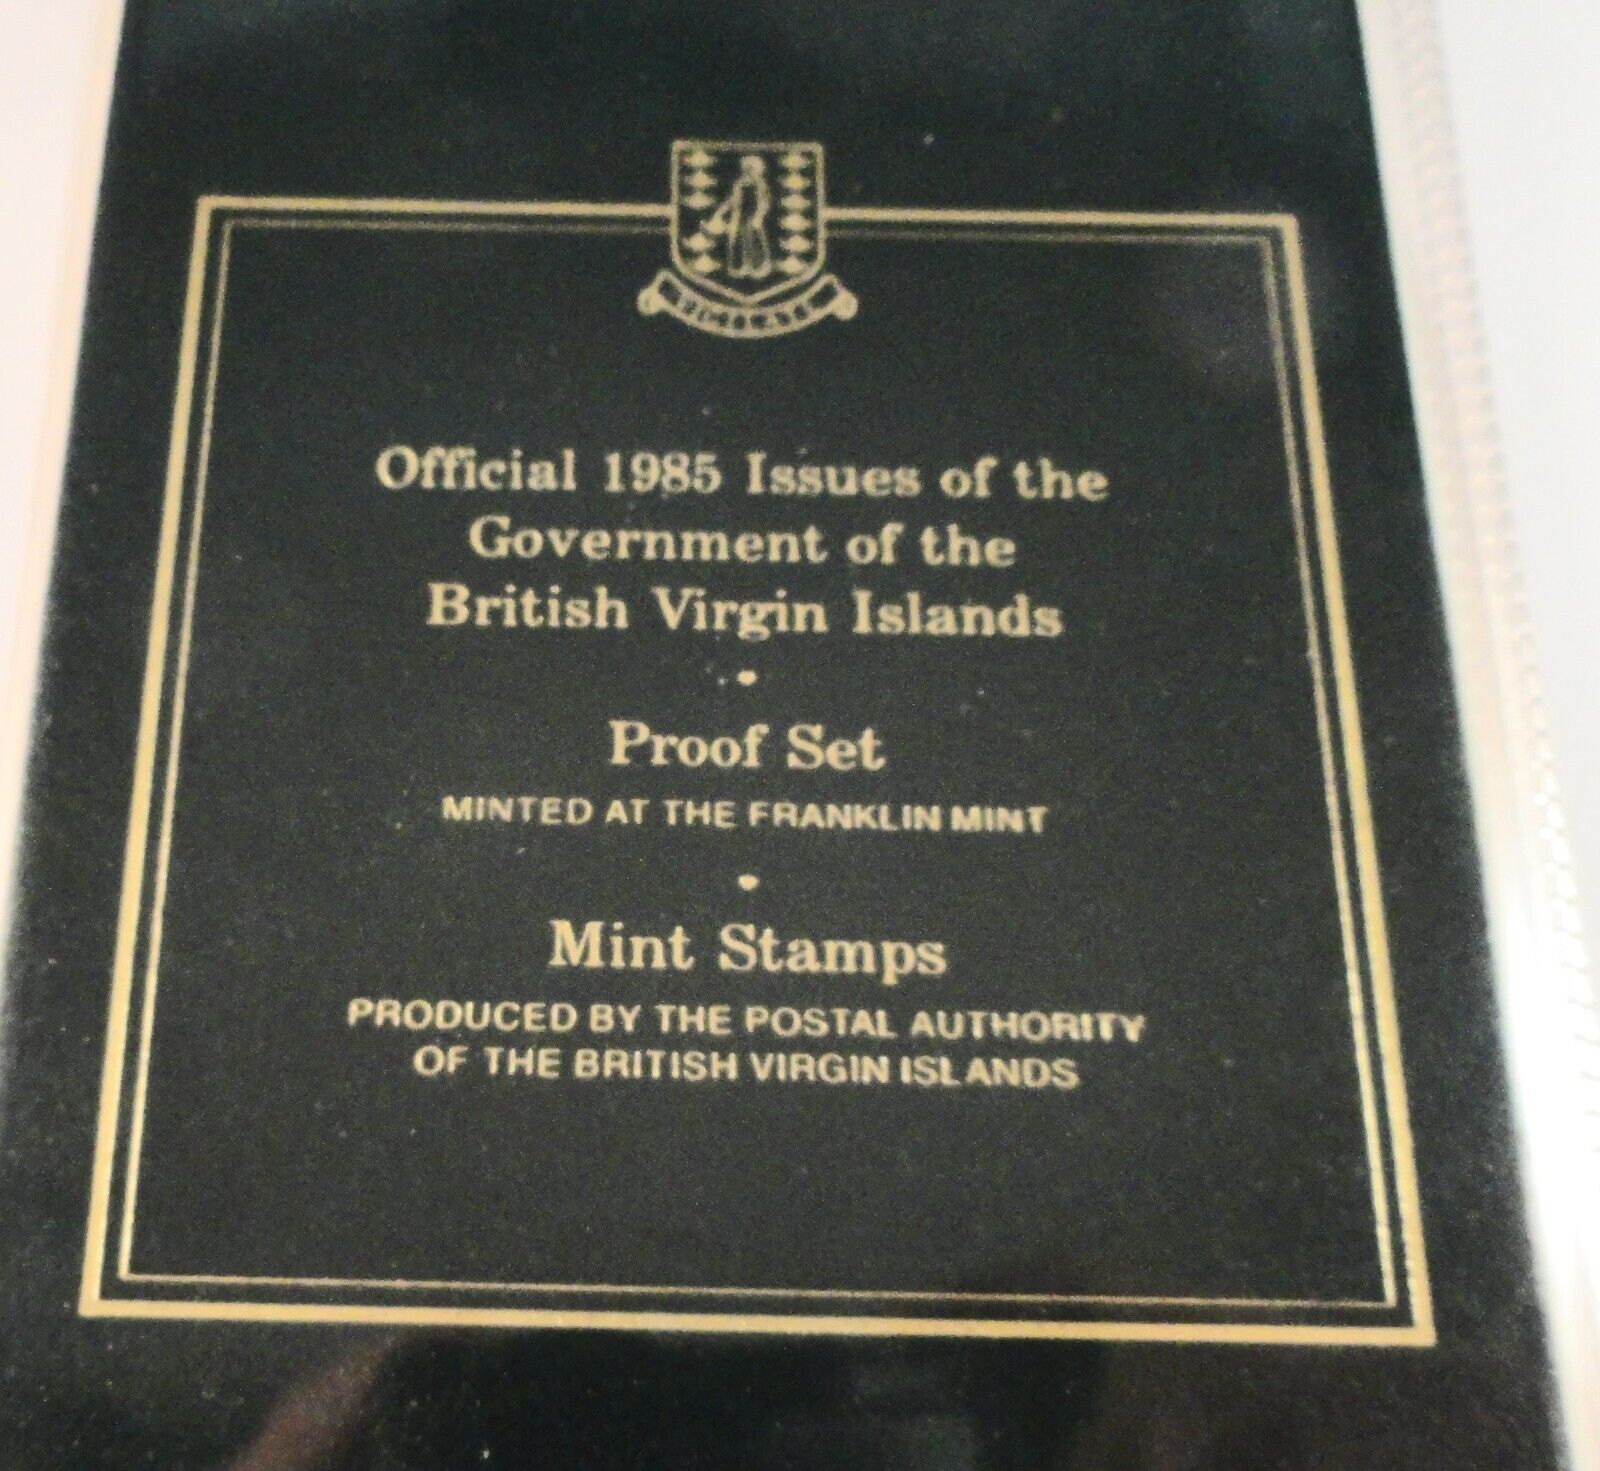 Official 1985 Issues of the
Government of the
British Virgin Islands
Proof Set
MINTED AT THE FRANKLIN MINT
Mint Stamps
PRODUCED BY THE POSTAL AUTHORITY
OF THE BRITISH VIRGIN ISLANDS